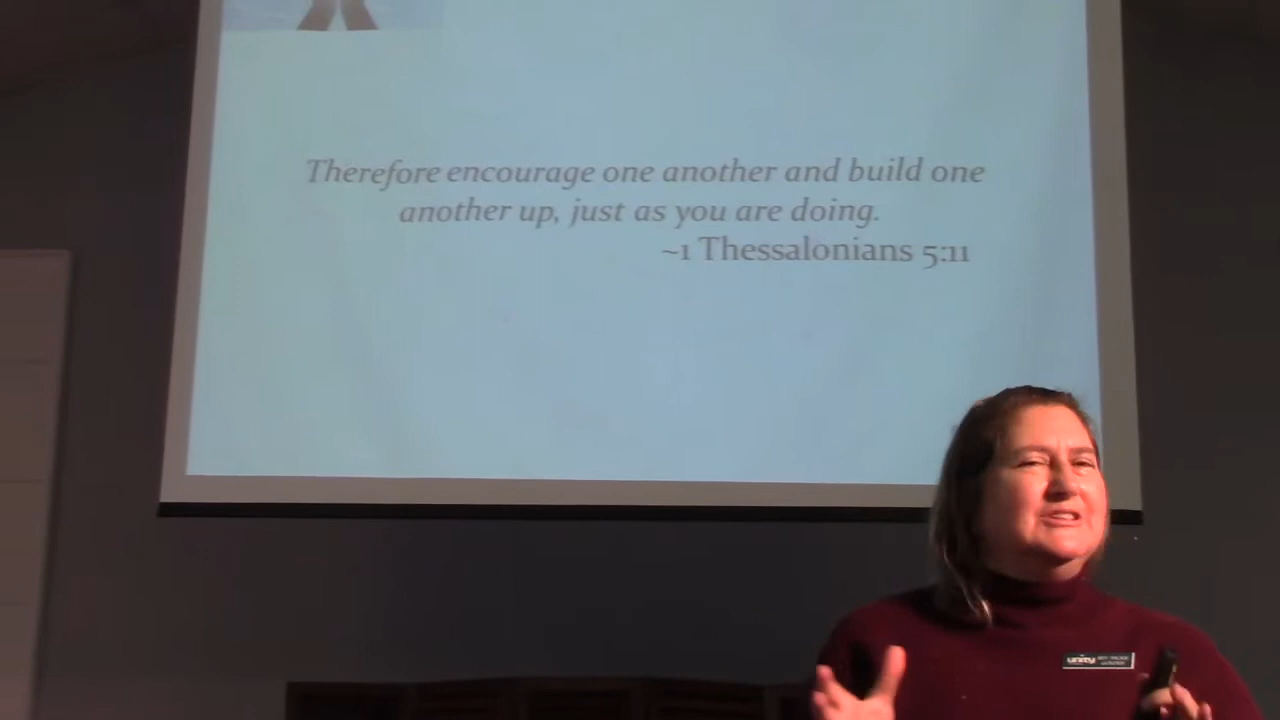 Therefore encourage one another and build one
another up, just as you are doing.
~1 Thessalonians 5:11
unity